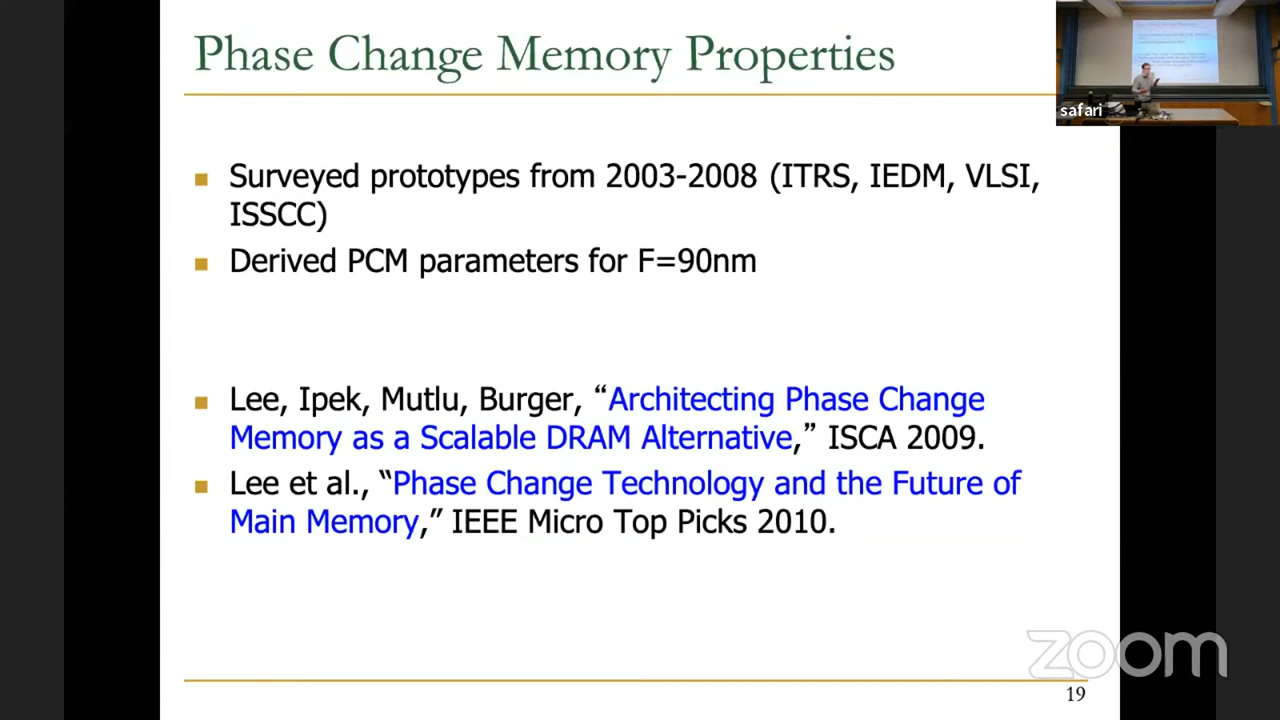 Phase Change Memory Properties
safari
Surveyed prototypes from 2003-2008 (ITRS, IEDM, VLSI,
ISSCC)
Derived PCM parameters for F=90nm
Lee, Ipek, Mutlu, Burger, “Architecting Phase Change
Memory as a Scalable DRAM Alternative,” ISCA 2009.
Lee et al., “Phase Change Technology and the Future of
Main Memory,” IEEE Micro Top Picks 2010.
zoom
19